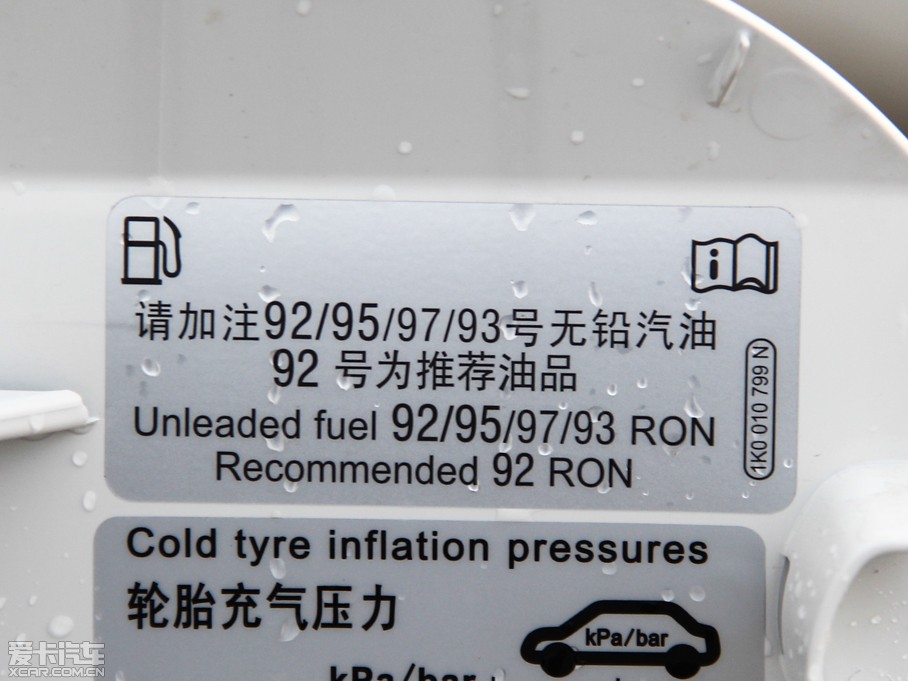 请加注92/95/97/93号无铅汽油
92 号为推荐油品
Unleaded fuel 92/95/97/93 RON
Recommended 92 RON
1K0 010 799 N
Cold tyre inflation pressures
轮胎充气压力
kPa/bar
kPa/bar
爱卡汽车
XCAR.COM.CN